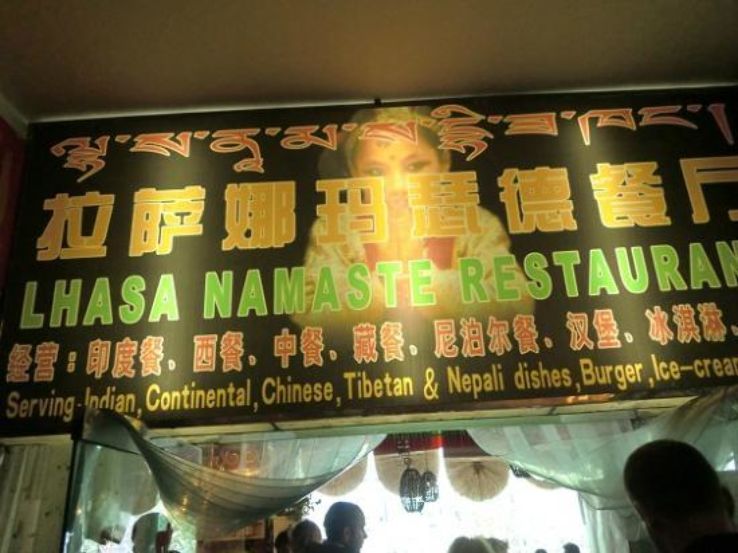 ལྷ་ས་ནུ་མ་ས་ ཟ་ཁང་།
拉萨娜玛瑟德餐厅
LHASA NAMASTE RESTAURAN
经营：印度餐、西餐、中餐、藏餐、尼泊尔餐、汉堡、冰淇淋、
Serving Indian, Continental, Chinese, Tibetan & Nepali dishes, Burger, Ice-cream